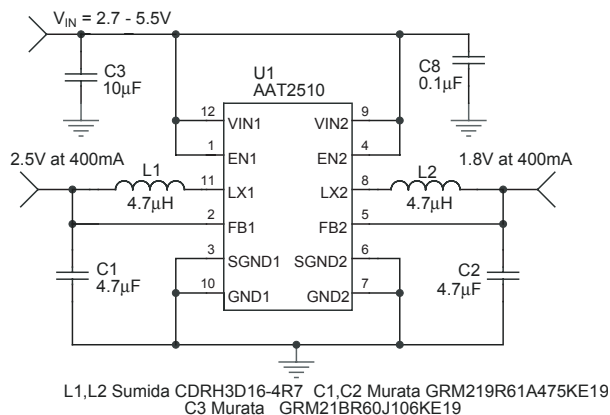 V_IN = 2.7 - 5.5V
C3
10µF
U1
AAT2510
C8
0.1µF
12
VIN1
VIN2
9
1
EN1
EN2
4
2.5V at 400mA
L1
4.7µH
11
LX1
LX2
8
L2
4.7µH
1.8V at 400mA
2
FB1
FB2
5
3
SGND1
SGND2
6
10
GND1
GND2
7
C1
4.7µF
C2
4.7µF
L1,L2 Sumida CDRH3D16-4R7 C1,C2 Murata GRM219R61A475KE19
C3 Murata GRM21BR60J106KE19